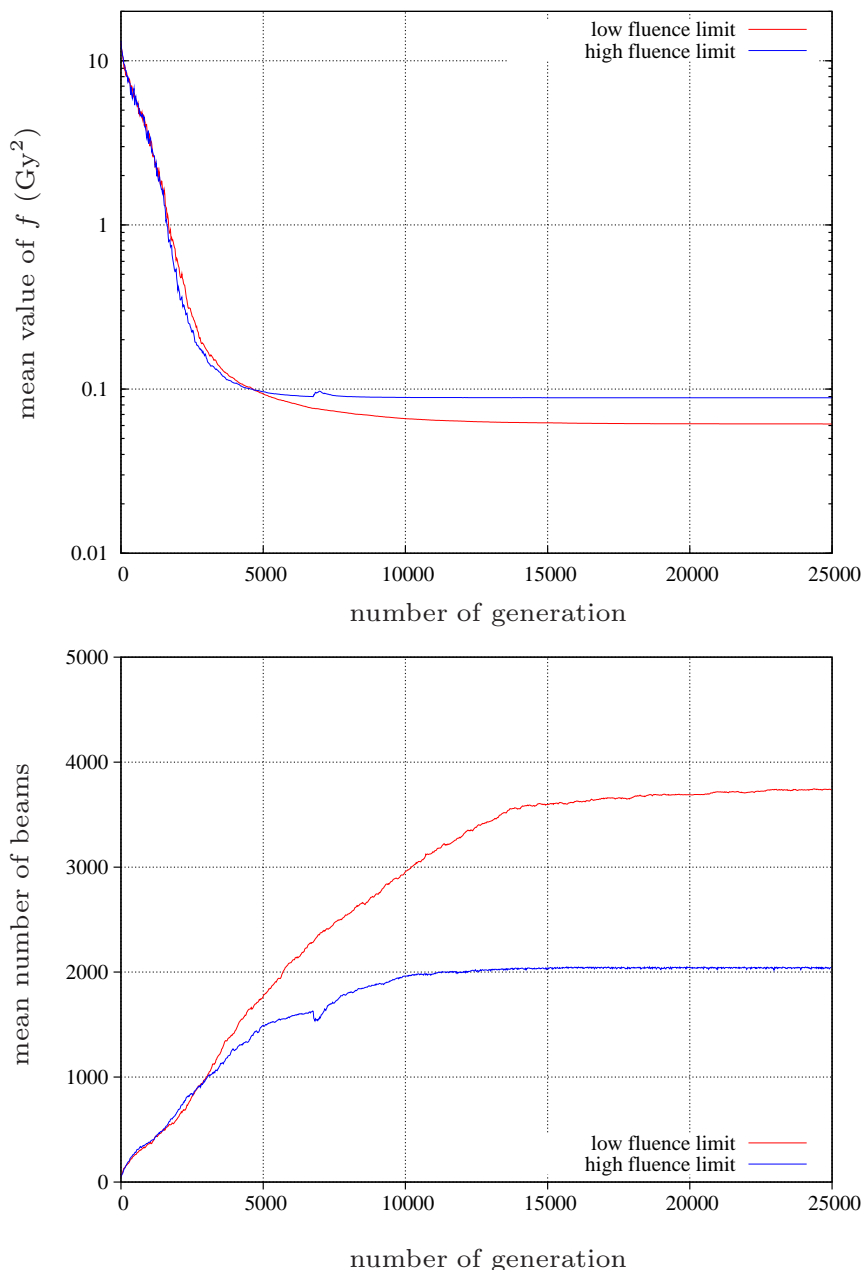 low fluence limit
high fluence limit
10
1
0.1
0.01
mean value of f (Gy²)
0 5000 10000 15000 20000 25000
number of generation
5000
4000
3000
2000
1000
0
mean number of beams
low fluence limit
high fluence limit
0 5000 10000 15000 20000 25000
number of generation